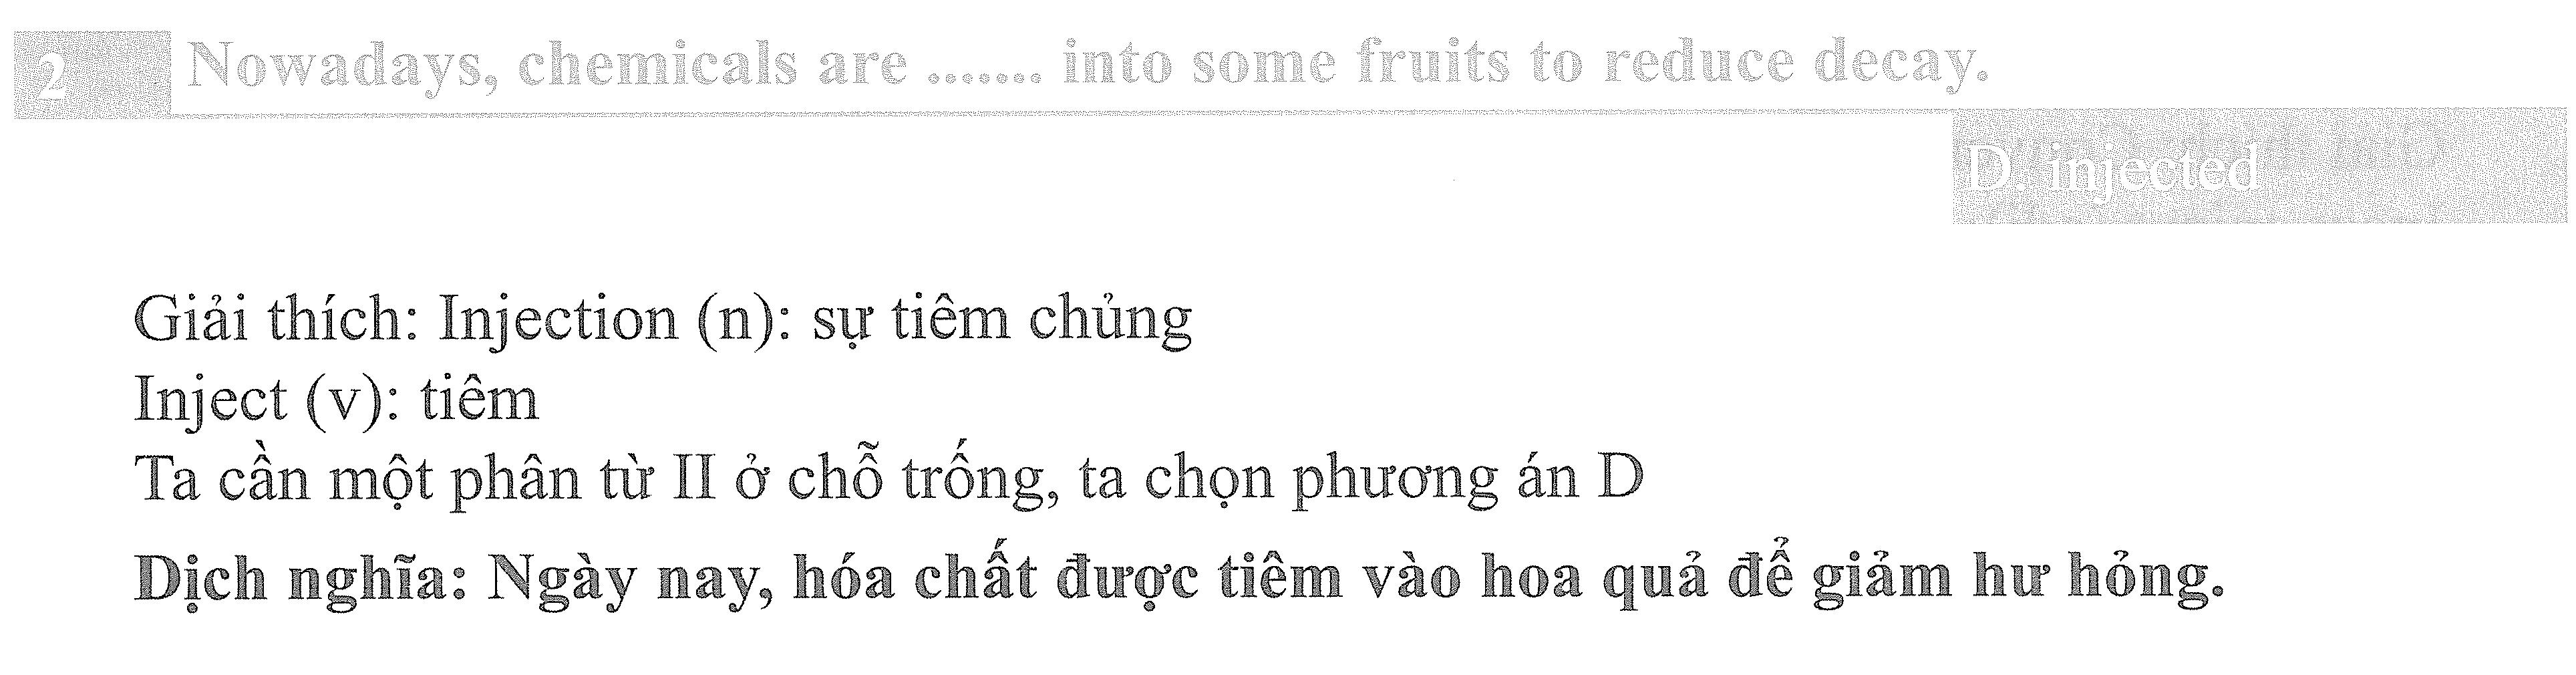 2 Nowadays, chemicals are ....... into some fruits to reduce decay.
D. injected
Giải thích: Injection (n): sự tiêm chủng
Inject (v): tiêm
Ta cần một phân từ II ở chỗ trống, ta chọn phương án D
Dịch nghĩa: Ngày nay, hóa chất được tiêm vào hoa quả để giảm hư hỏng.